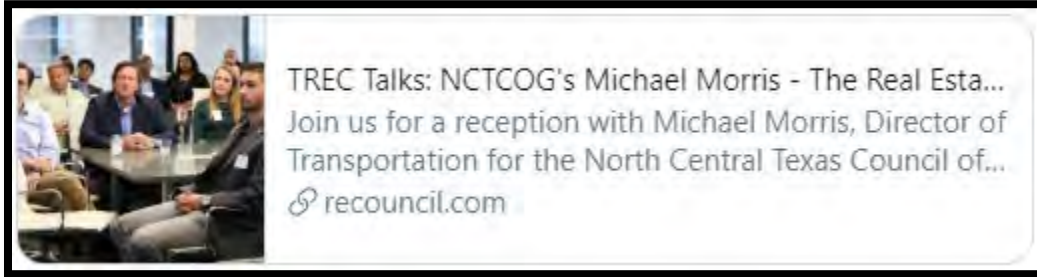 TREC Talks: NCTCOG's Michael Morris - The Real Esta...
Join us for a reception with Michael Morris, Director of
Transportation for the North Central Texas Council of...
recouncil.com